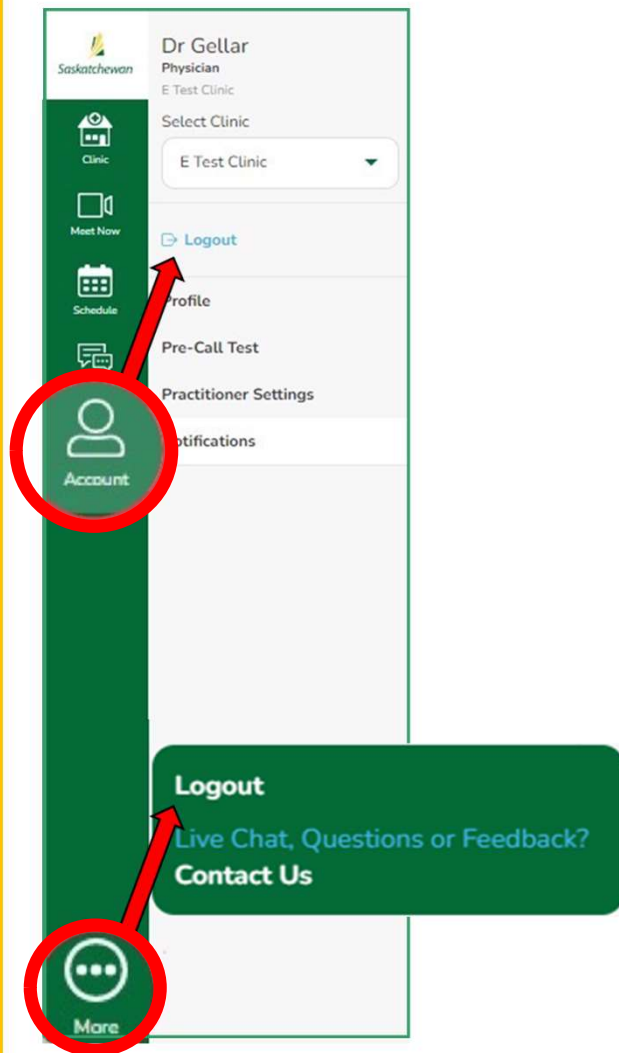 Saskatchewan
Dr Gellar
Physician
E Test Clinic
Select Clinic
E Test Clinic
Clinic
Meet Now
Logout
Schedule
Profile
Pre-Call Test
Practitioner Settings
otifications
Account
Logout
Live Chat, Questions or Feedback?
Contact Us
More